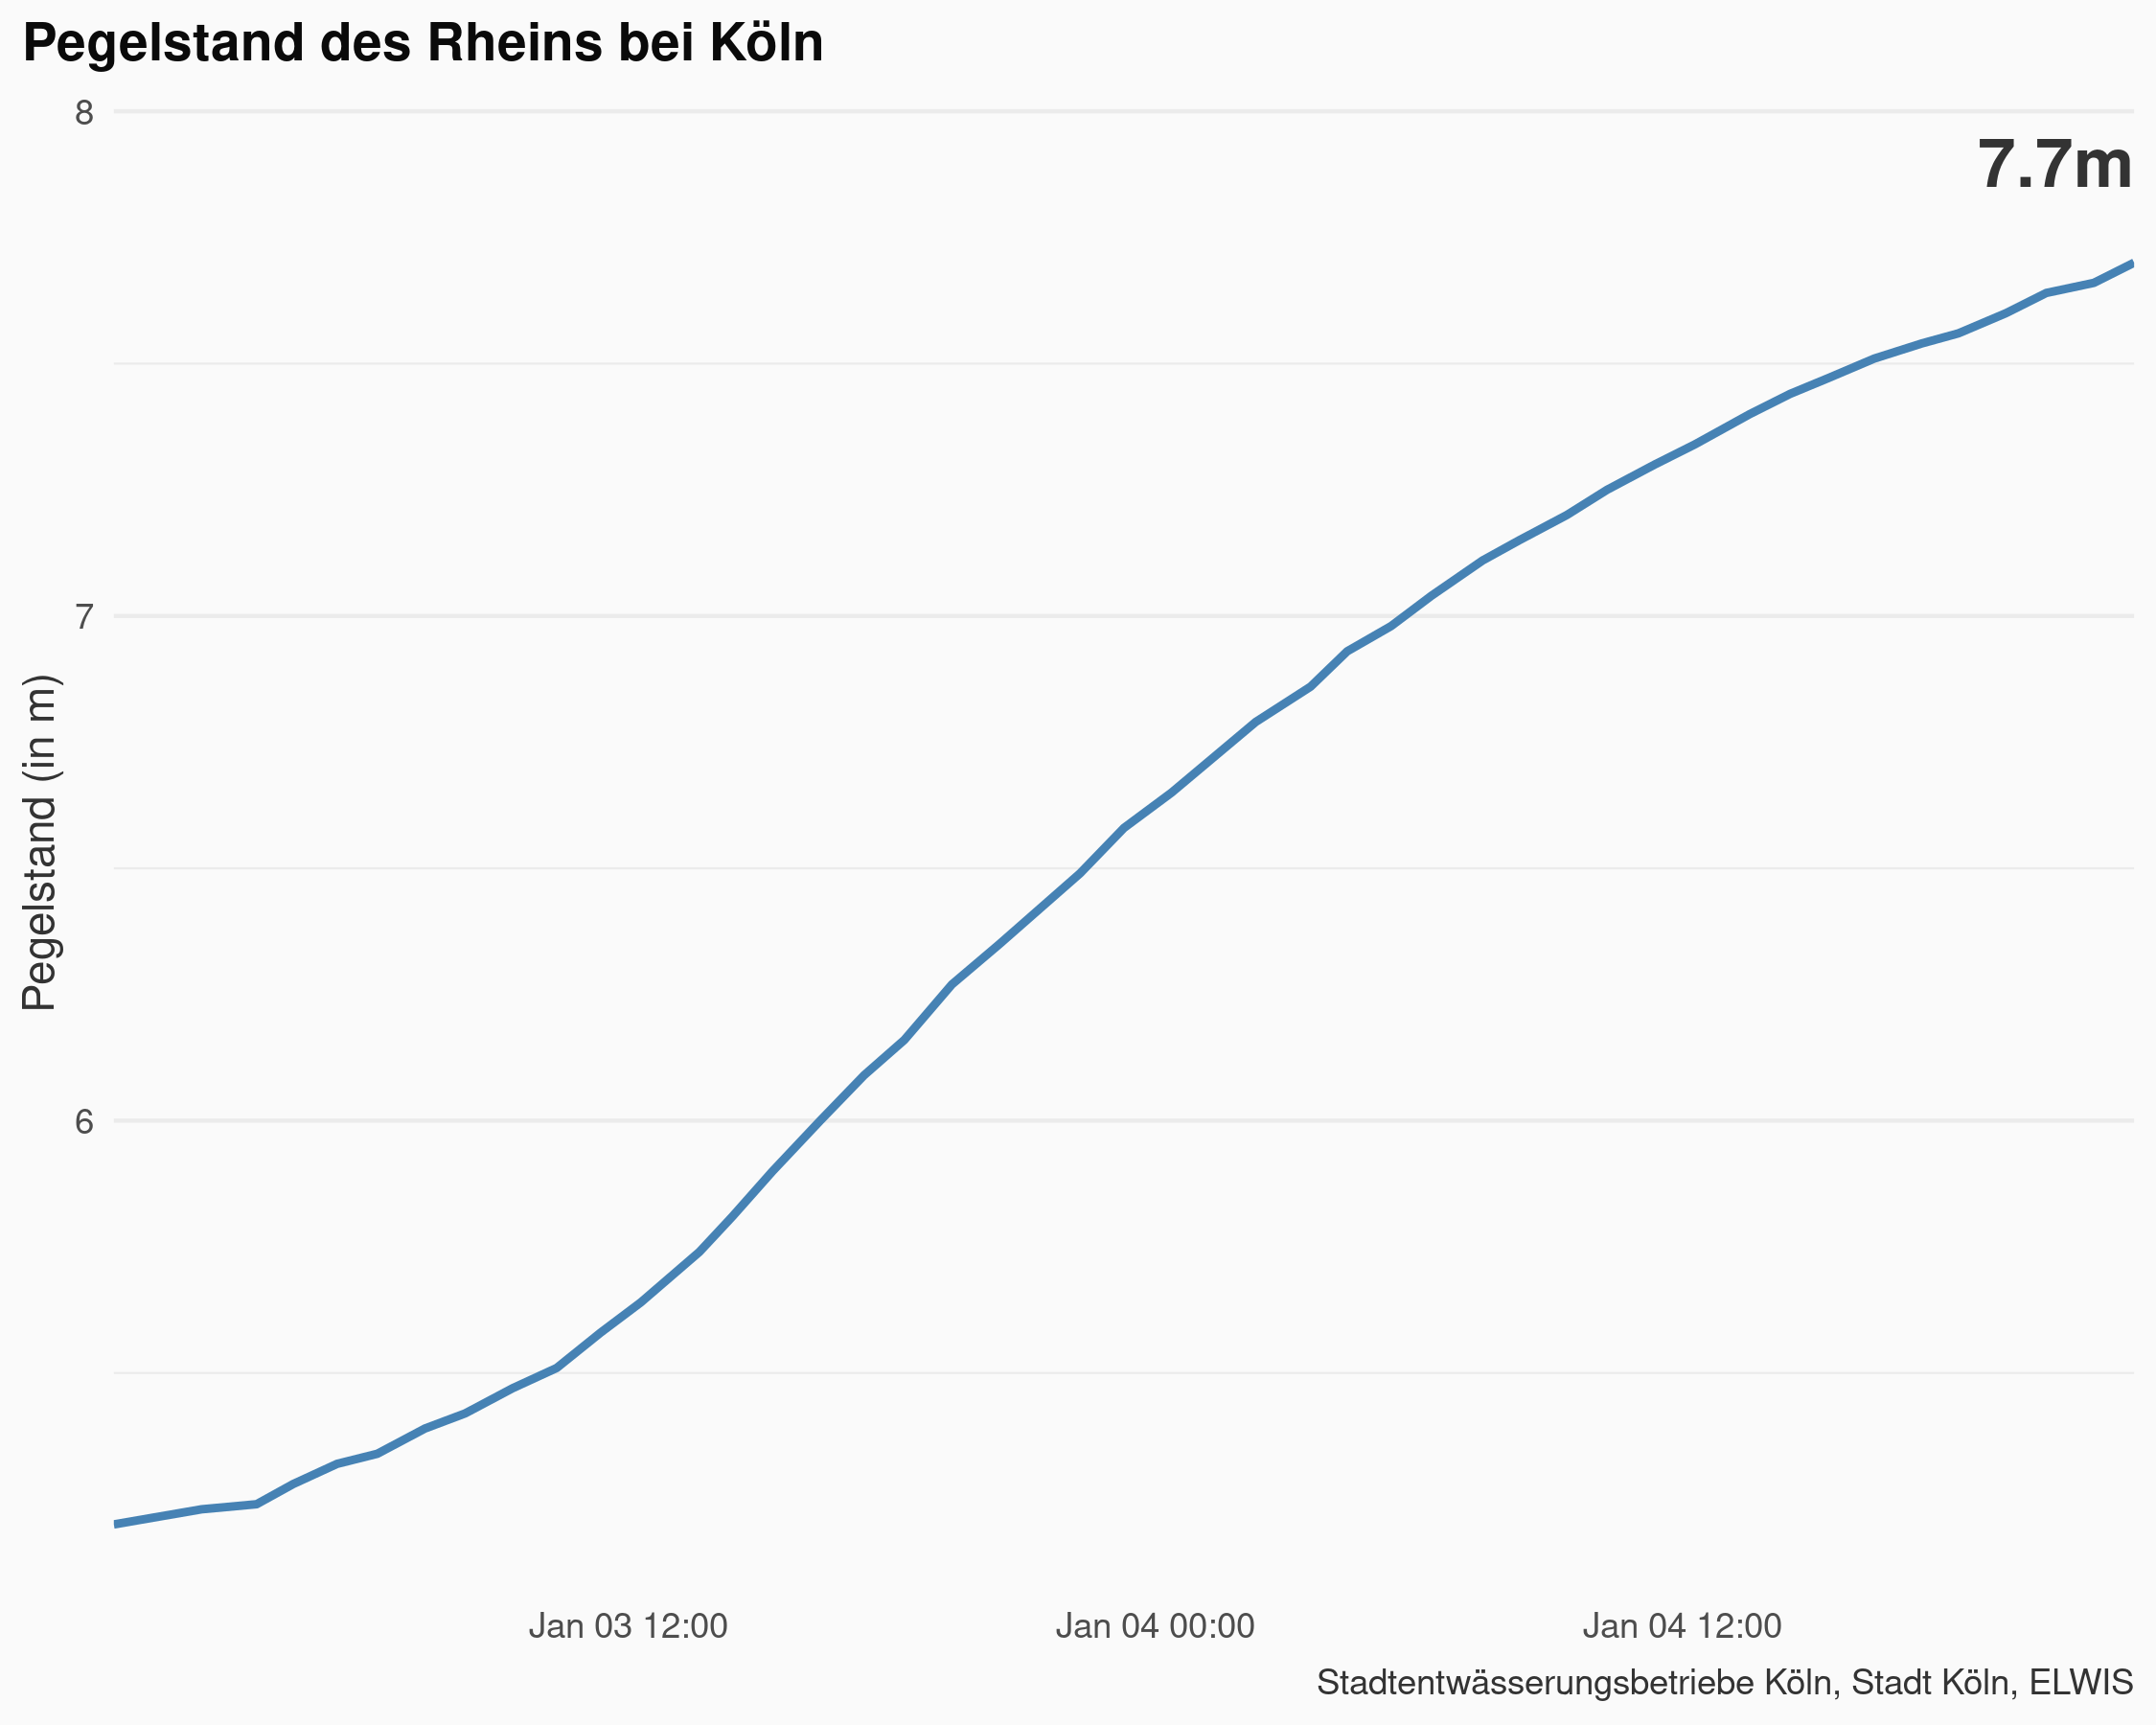 Pegelstand des Rheins bei Köln
8
7.7m
7
Pegelstand (in m)
6
Jan 03 12:00
Jan 04 00:00
Jan 04 12:00
Stadtentwässerungsbetriebe Köln, Stadt Köln, ELWIS